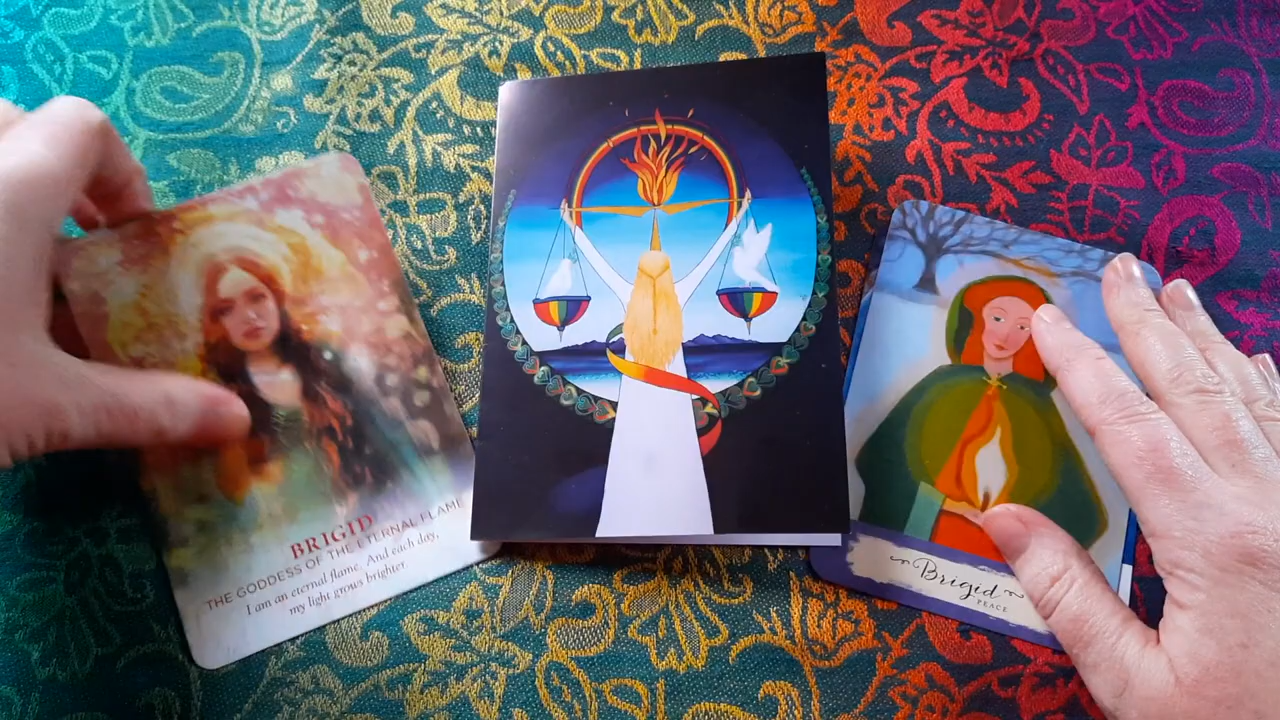 BRIGID
THE GODDESS OF THE ETERNAL FLAME
I am an eternal flame. And each day,
my light grows brighter.
Brigid
PEACE